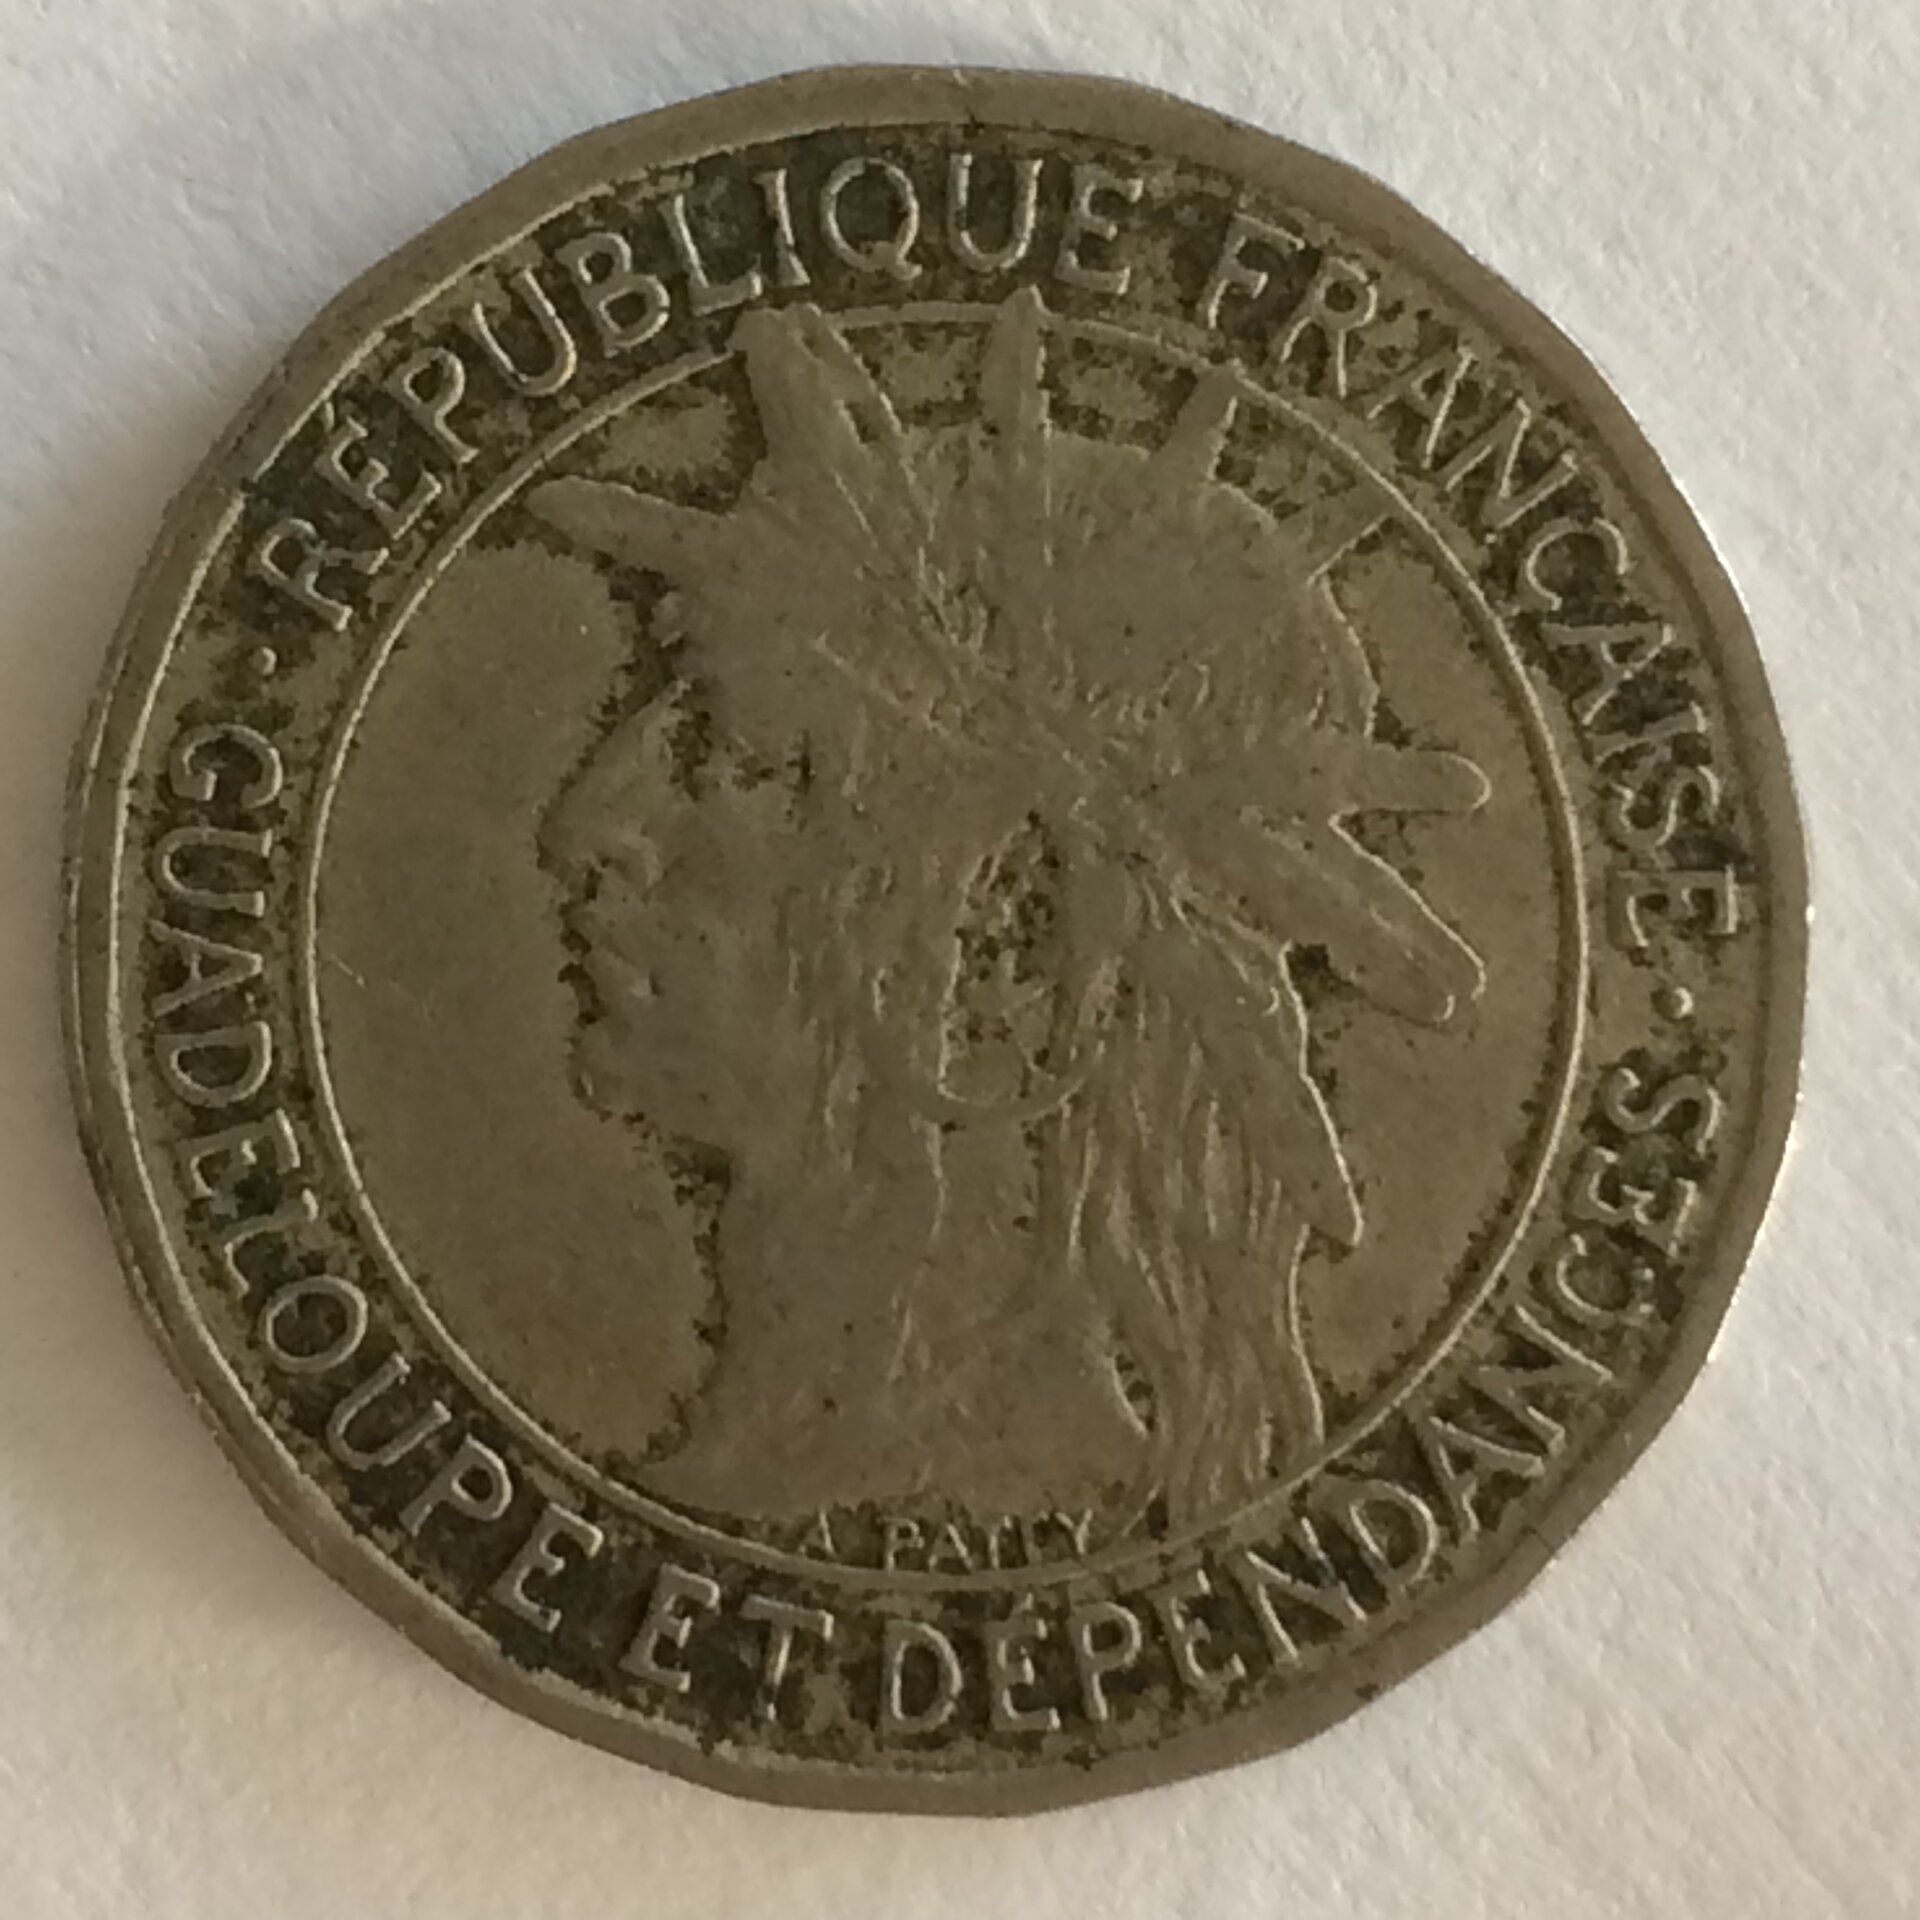 · RÉPUBLIQUE FRANÇAISE ·
GUADELOUPE ET DÉPENDANCES
A PATEY